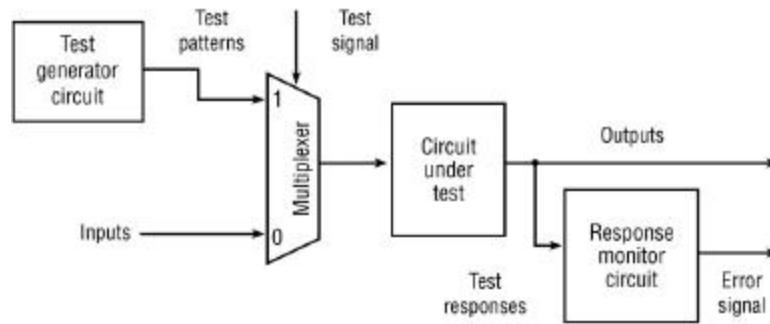 Test
generator
circuit
Test
patterns
Test
signal
1
Multiplexer
0
Inputs
Circuit
under
test
Outputs
Response
monitor
circuit
Test
responses
Error
signal